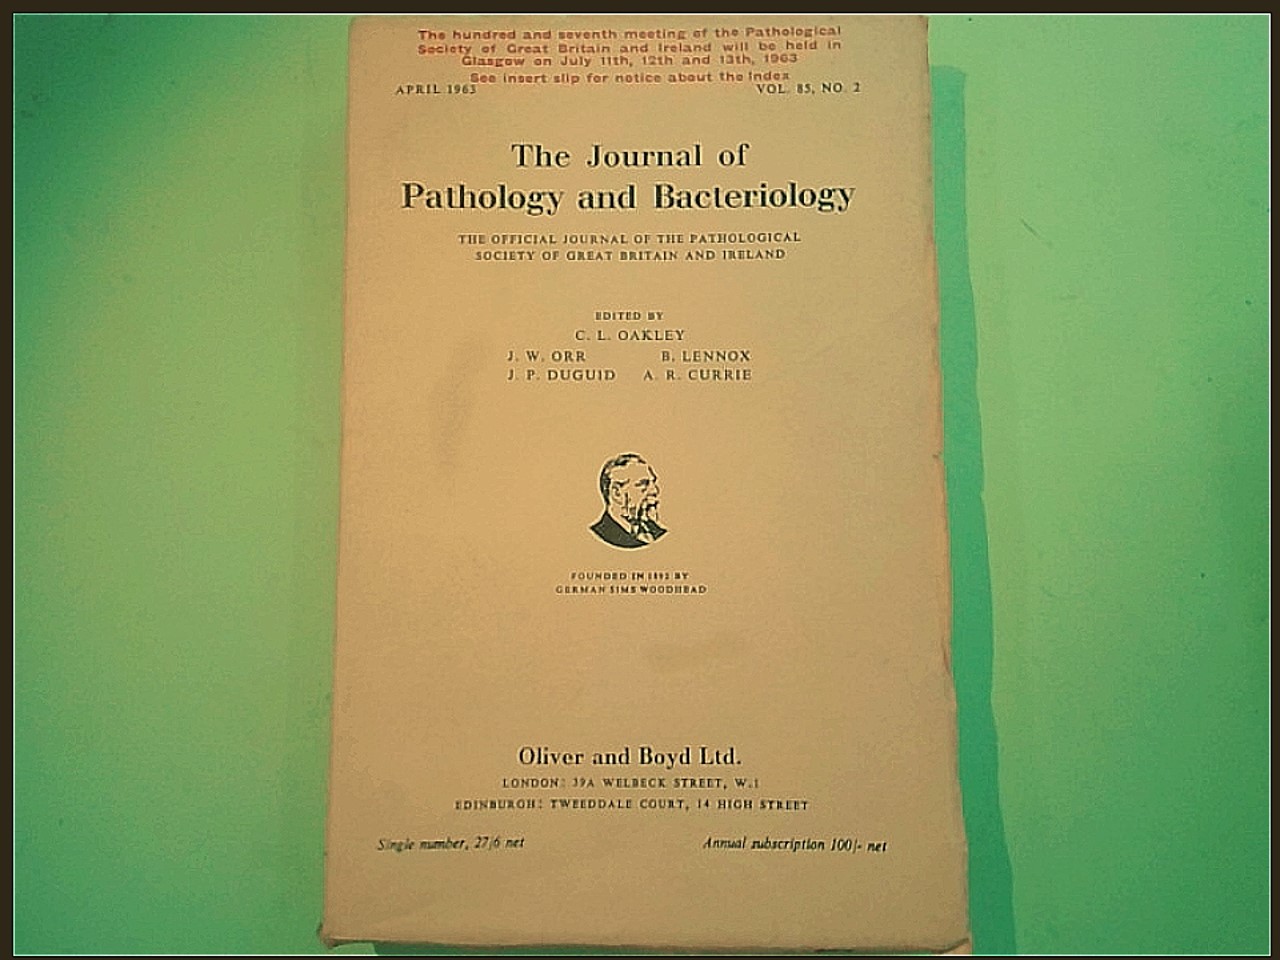 The hundred and seventh meeting of the Pathological
Society of Great Britain and Ireland will be held in
Glasgow on July 11th, 12th and 13th, 1963
See insert slip for notice about the Index
APRIL 1963 VOL. 85, NO. 2
The Journal of
Pathology and Bacteriology
THE OFFICIAL JOURNAL OF THE PATHOLOGICAL
SOCIETY OF GREAT BRITAIN AND IRELAND
EDITED BY
C. L. OAKLEY
J. W. ORR B. LENNOX
J. P. DUGUID A. R. CURRIE
FOUNDED IN 1892 BY
GERMAN SIMS WOODHEAD
Oliver and Boyd Ltd.
LONDON: 39A WELBECK STREET, W.1
EDINBURGH: TWEEDDALE COURT, 14 HIGH STREET
Single number, 27/6 net Annual subscription 100/- net